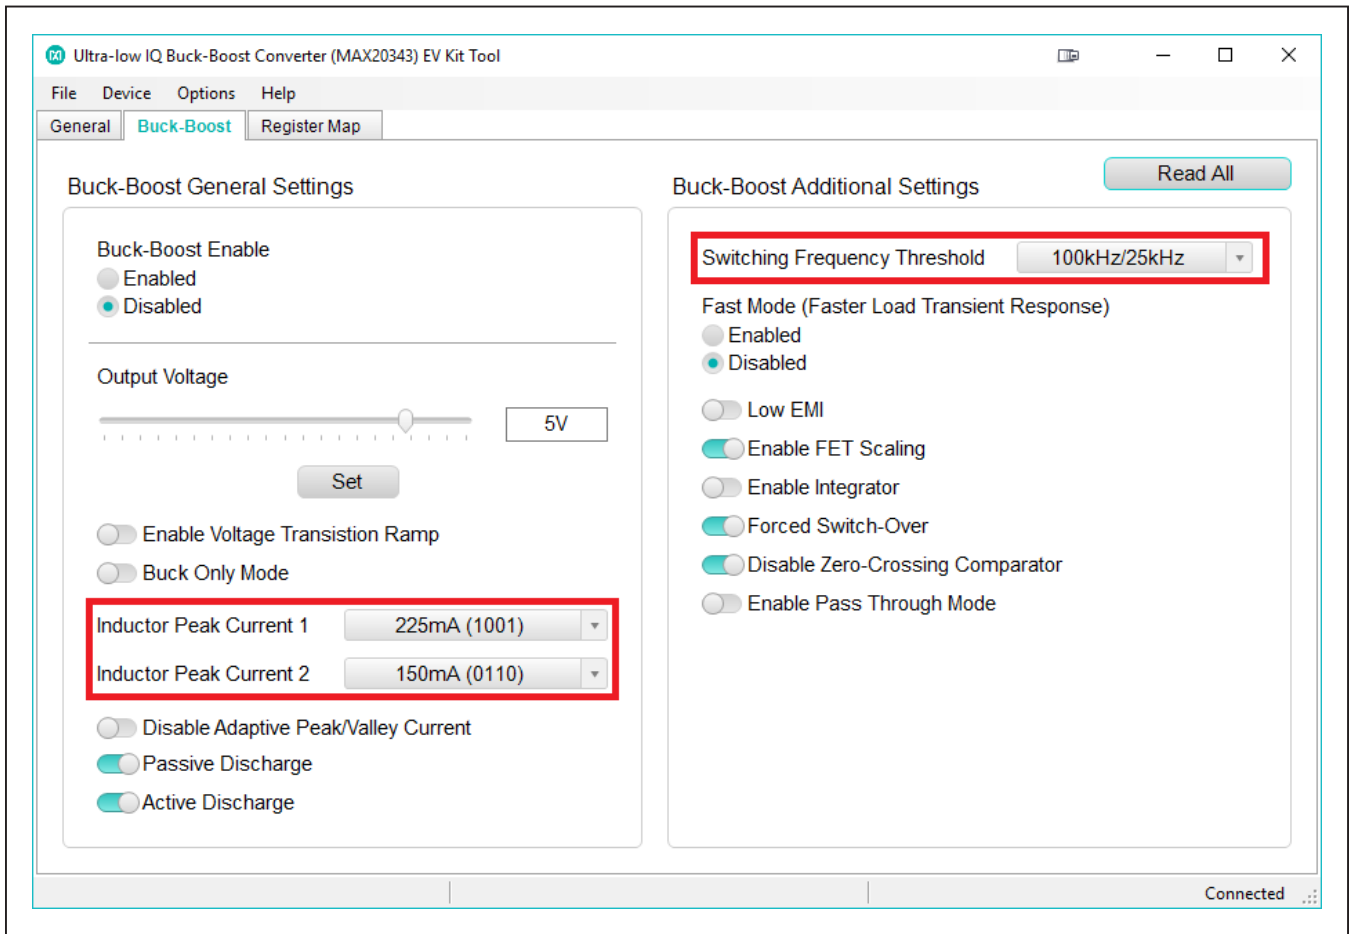 Ultra-low IQ Buck-Boost Converter (MAX20343) EV Kit Tool
File Device Options Help
General Buck-Boost Register Map
Read All
Buck-Boost General Settings
Buck-Boost Enable
Enabled
Disabled
Output Voltage
5V
Set
Enable Voltage Transistion Ramp
Buck Only Mode
Inductor Peak Current 1 225mA (1001)
Inductor Peak Current 2 150mA (0110)
Disable Adaptive Peak/Valley Current
Passive Discharge
Active Discharge
Buck-Boost Additional Settings
Switching Frequency Threshold 100kHz/25kHz
Fast Mode (Faster Load Transient Response)
Enabled
Disabled
Low EMI
Enable FET Scaling
Enable Integrator
Forced Switch-Over
Disable Zero-Crossing Comparator
Enable Pass Through Mode
Connected